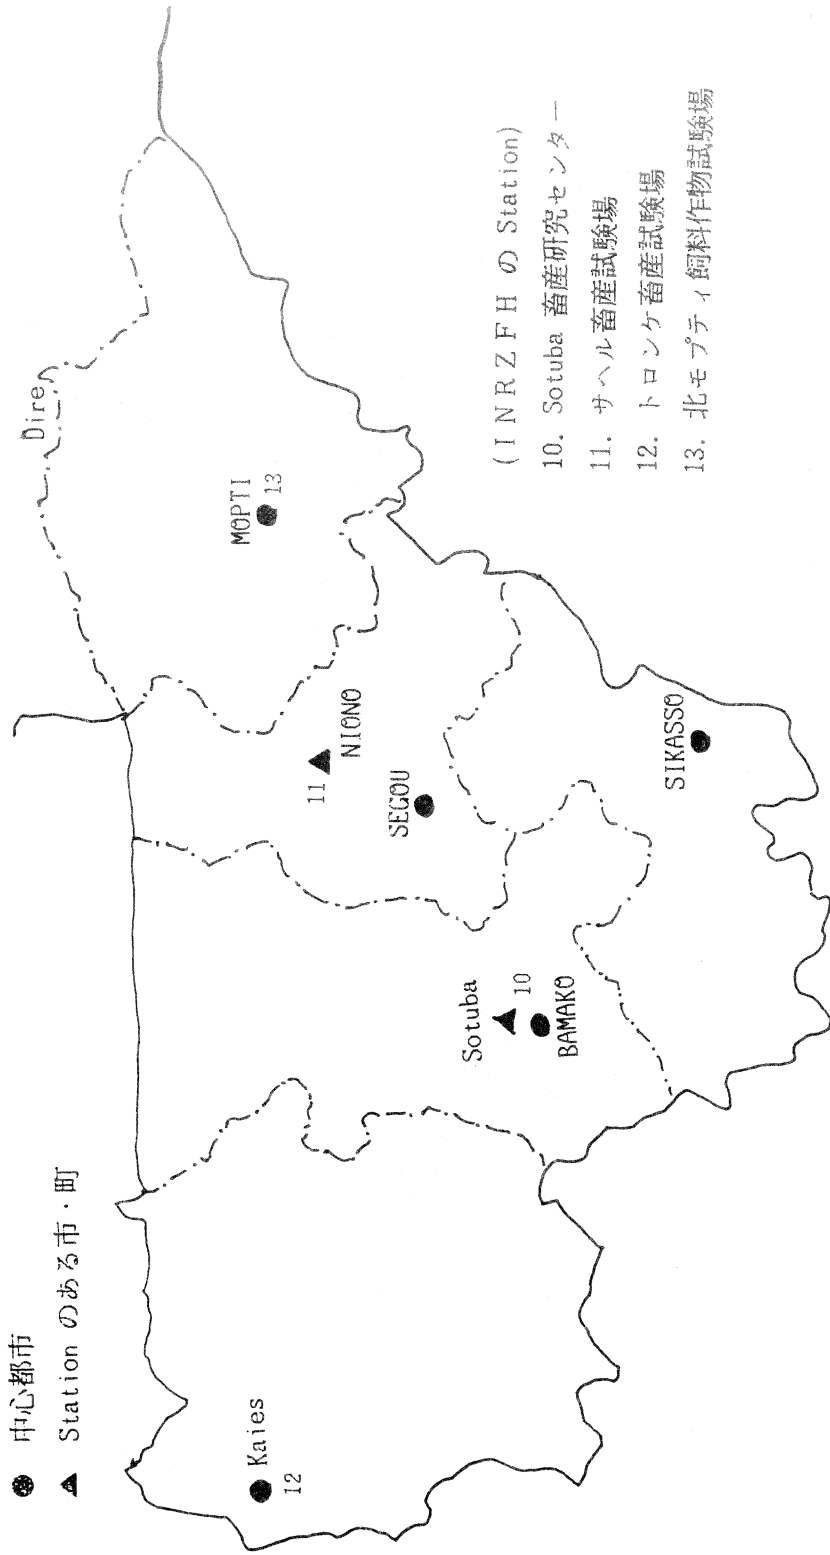 ● 中心都市
▲ Station のある市・町
Dire
MOPTI
13
11
NIONO
SEGOU
Sotuba
10
BAMAKO
SIKASSO
Kaies
12
(INRZFH の Station)
10. Sotuba 畜産研究センター
11. サヘル畜産試験場
12. トロンケ畜産試験場
13. 北モプティ飼料作物試験場